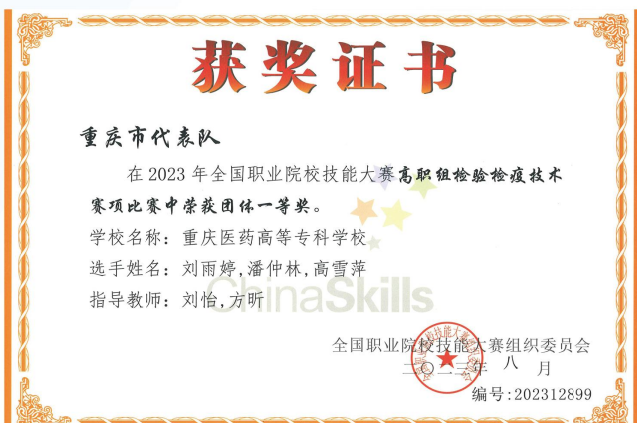 获奖证书
重庆市代表队
在 2023 年全国职业院校技能大赛高职组检验检疫技术
赛项比赛中荣获团体一等奖。
学校名称：重庆医药高等专科学校
选手姓名：刘雨婷,潘仲林,高雪萍
指导教师：刘怡,方昕
ChinaSkills
全国职业院校技能大赛组织委员会
二〇二三年 八 月
编号:202312899